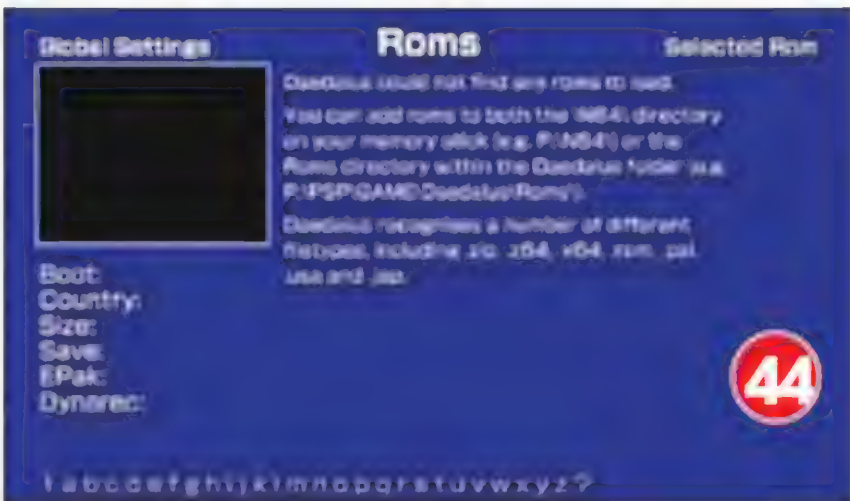 Global Settings Roms Selected Rom
Daedalus could not find any roms to load.
You can add roms to both the \N64\ directory
on your memory stick (e.g. P:\N64\) or the
Roms directory within the Daedalus folder (e.g.
P:\PSP\GAME\Daedalus\Roms\).
Daedalus recognises a number of different
filetypes, including .zip, .z64, .v64, .rom, .pal,
.usa and .jap.
Boot:
Country:
Size:
Save:
EPak:
Dynarec:
44
a b c d e f g h i j k l m n o p q r s t u v w x y z ?